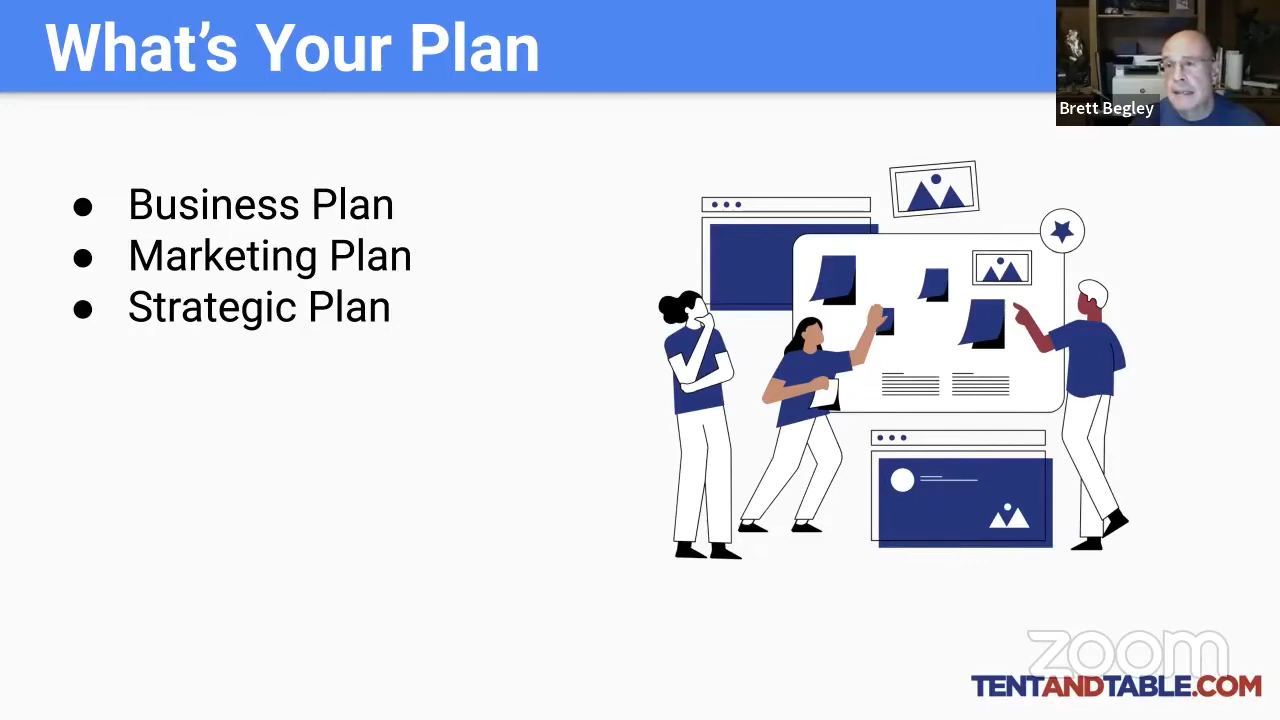 What's Your Plan
Brett Begley
● Business Plan
● Marketing Plan
● Strategic Plan
zoom
TENTANDTABLE.COM